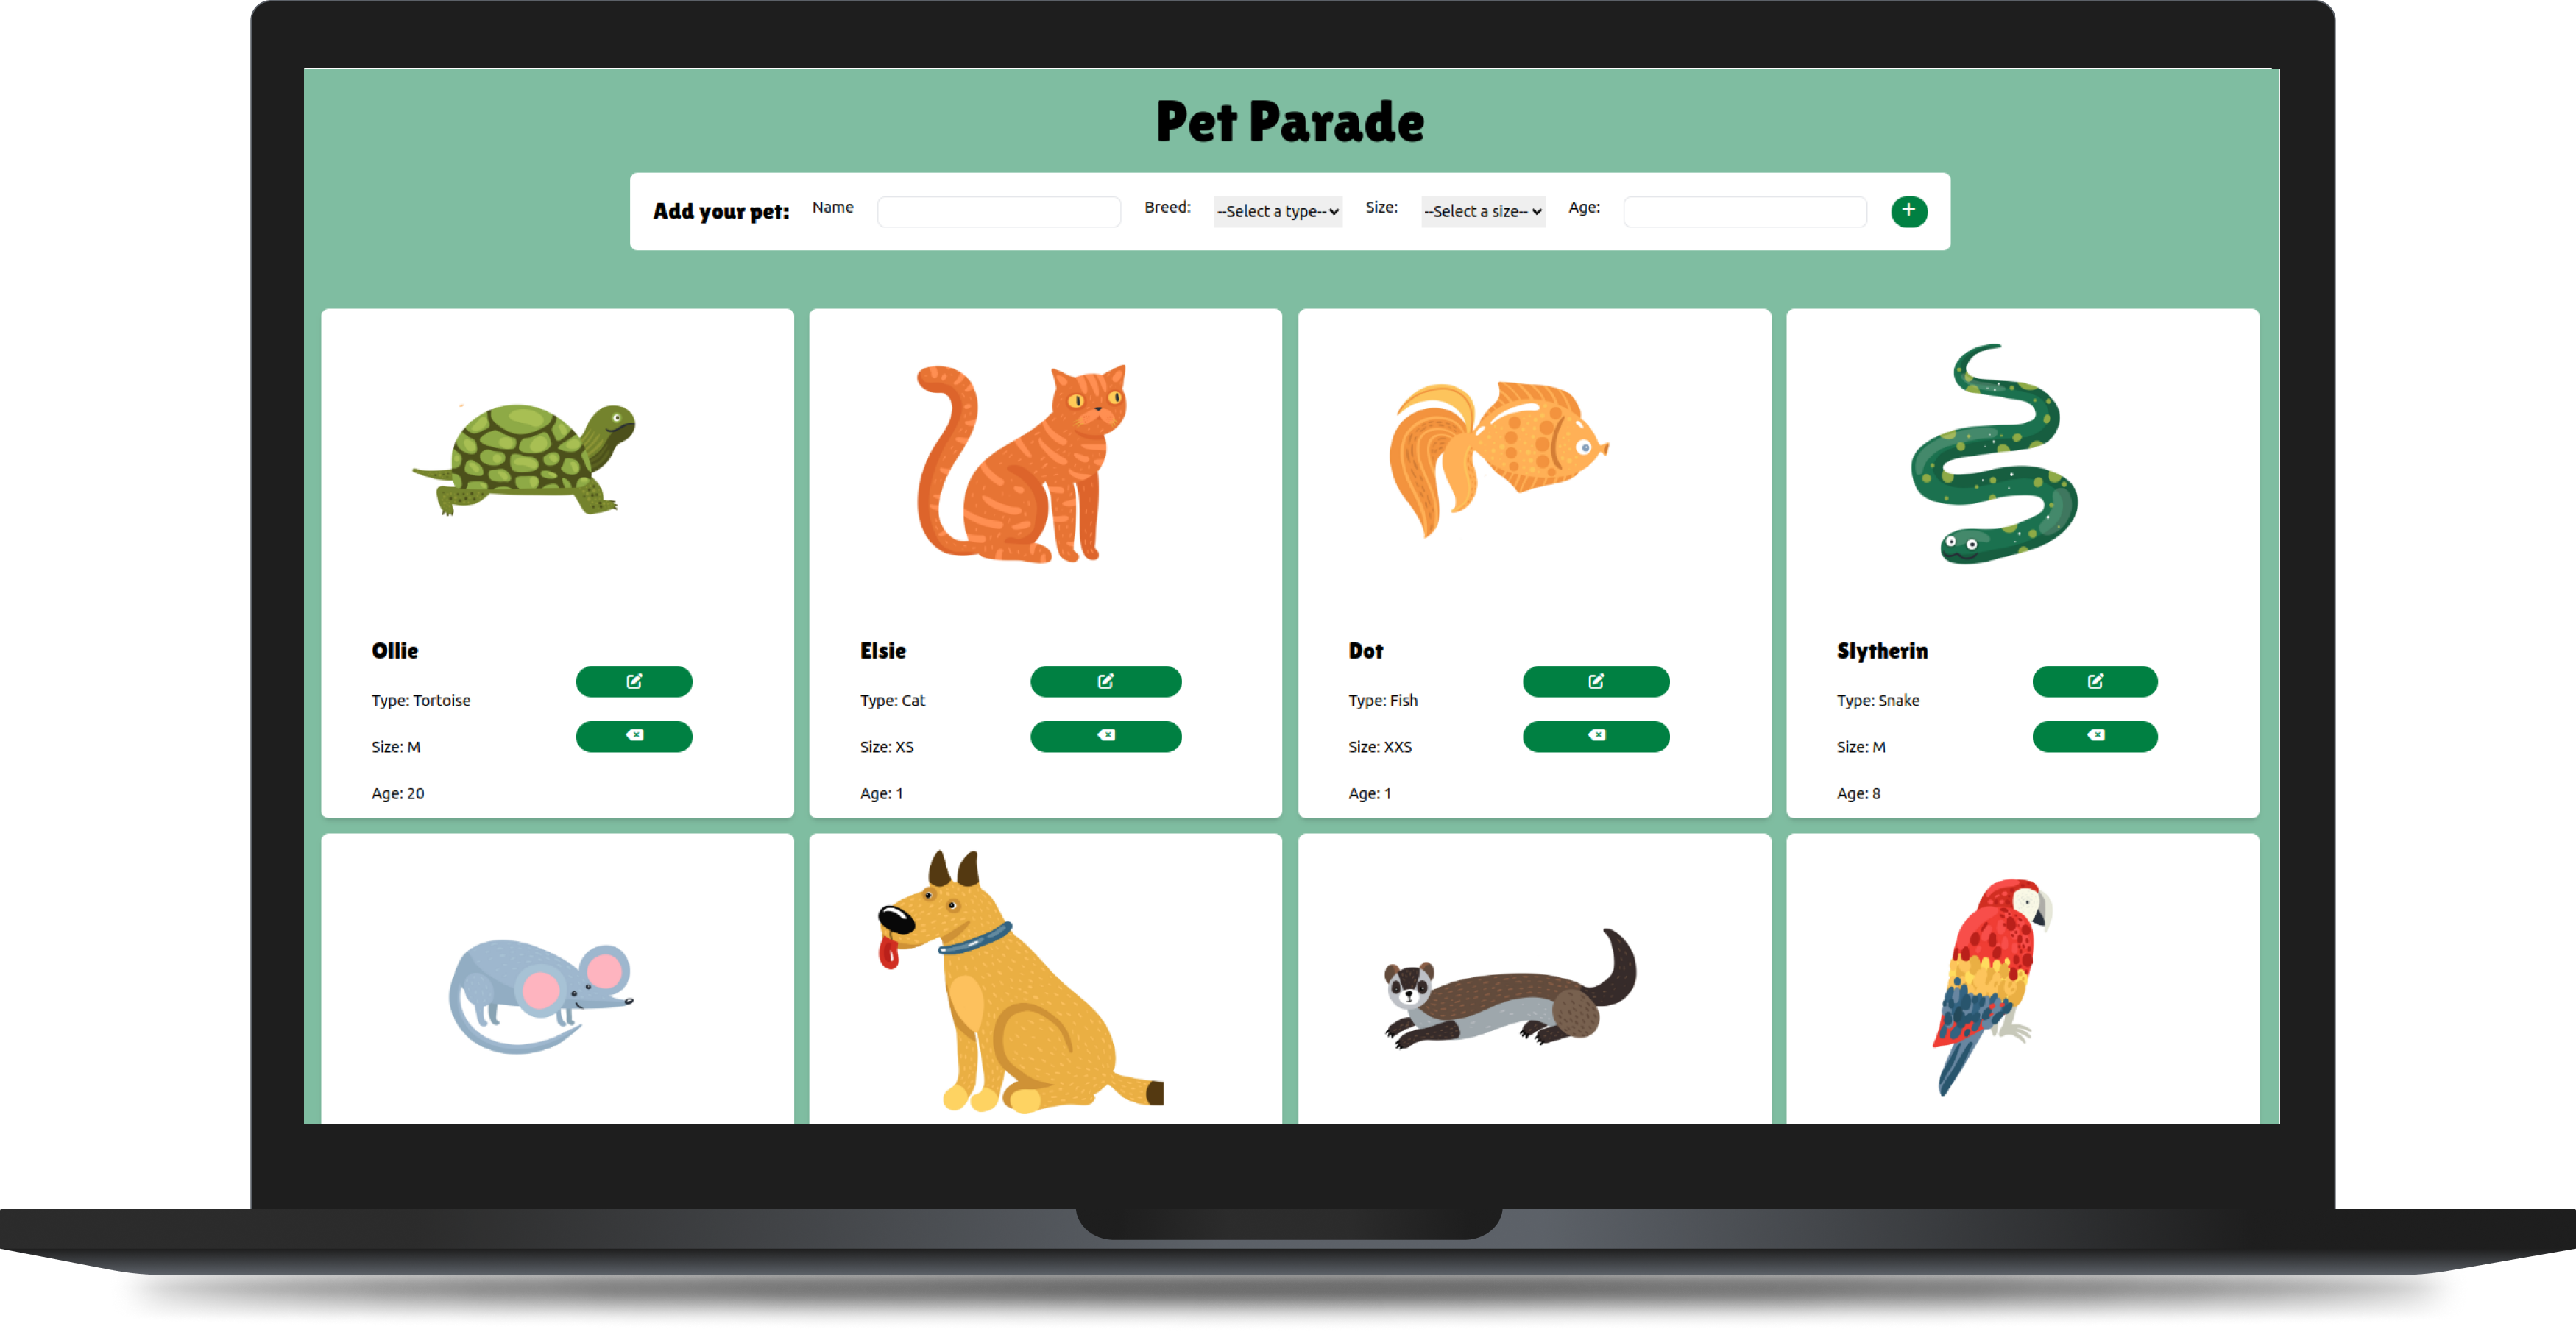 Pet Parade
Add your pet: Name Breed: --Select a type-- Size: --Select a size-- Age: +
Ollie
Type: Tortoise
Size: M
Age: 20
Elsie
Type: Cat
Size: XS
Age: 1
Dot
Type: Fish
Size: XXS
Age: 1
Slytherin
Type: Snake
Size: M
Age: 8